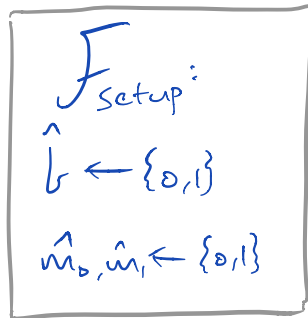 F_setup:
b̂ ← {0,1}
m̂₀, m̂₁ ← {0,1}